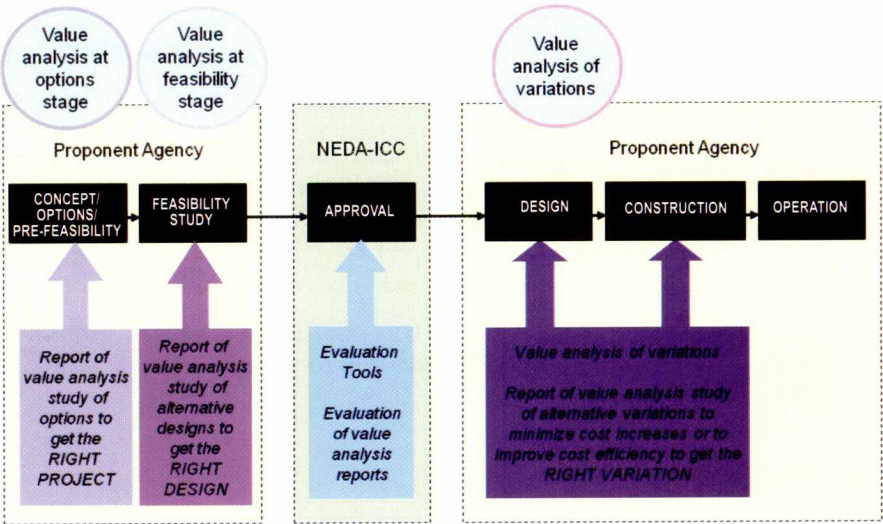 Value
analysis at
options
stage
Value
analysis at
feasibility
stage
Value
analysis of
variations
Proponent Agency
NEDA-ICC
Proponent Agency
CONCEPT/
OPTIONS/
PRE-FEASIBILITY
FEASIBILITY
STUDY
APPROVAL
DESIGN
CONSTRUCTION
OPERATION
Report of
value analysis
study of
options to
get the
RIGHT
PROJECT
Report of
value analysis
study of
alternative
designs to
get the
RIGHT
DESIGN
Evaluation
Tools
Evaluation
of value
analysis
reports
Value analysis of variations
Report of value analysis study
of alternative variations to
minimize cost increases or to
improve cost efficiency to get the
RIGHT VARIATION